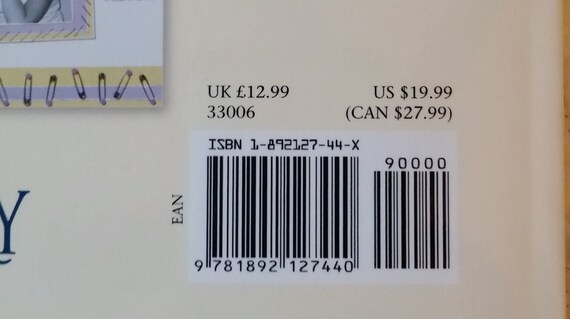 UK £12.99 US $19.99
33006 (CAN $27.99)
ISBN 1-892127-44-X
90000
EAN
Y
9 781892 127440